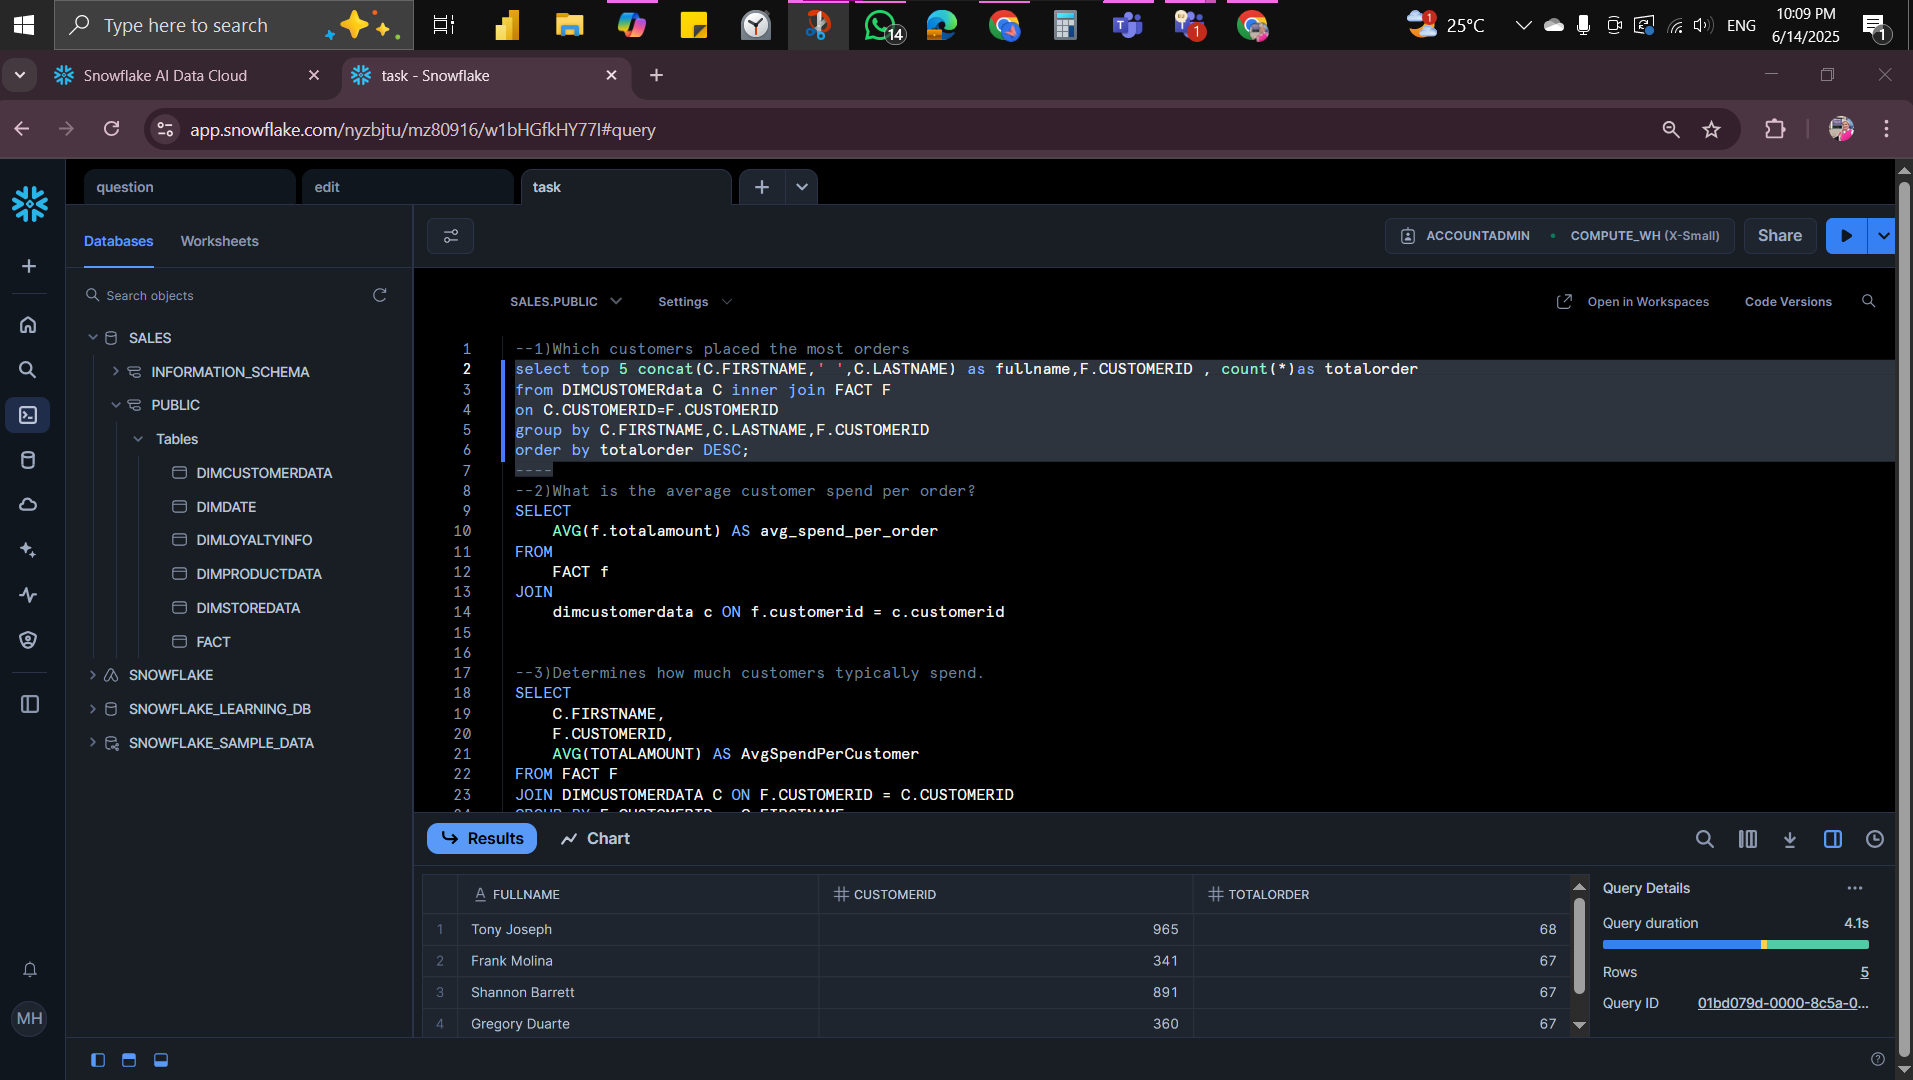 Type here to search
14
1
1
25°C
ENG
10:09 PM
6/14/2025
1
Snowflake AI Data Cloud
task - Snowflake
app.snowflake.com/nyzbjtu/mz80916/w1bHGfkHY77I#query
question
edit
task
Databases
Worksheets
ACCOUNTADMIN
COMPUTE_WH (X-Small)
Share
Search objects
SALES.PUBLIC
Settings
Open in Workspaces
Code Versions
SALES
INFORMATION_SCHEMA
PUBLIC
Tables
DIMCUSTOMERDATA
DIMDATE
DIMLOYALTYINFO
DIMPRODUCTDATA
DIMSTOREDATA
FACT
SNOWFLAKE
SNOWFLAKE_LEARNING_DB
SNOWFLAKE_SAMPLE_DATA
MH
1 --1)Which customers placed the most orders
2 select top 5 concat(C.FIRSTNAME,' ',C.LASTNAME) as fullname,F.CUSTOMERID , count(*)as totalorder
3 from DIMCUSTOMERdata C inner join FACT F
4 on C.CUSTOMERID=F.CUSTOMERID
5 group by C.FIRSTNAME,C.LASTNAME,F.CUSTOMERID
6 order by totalorder DESC;
7 ----
8 --2)What is the average customer spend per order?
9 SELECT
10 AVG(f.totalamount) AS avg_spend_per_order
11 FROM
12 FACT f
13 JOIN
14 dimcustomerdata c ON f.customerid = c.customerid
15
16
17 --3)Determines how much customers typically spend.
18 SELECT
19 C.FIRSTNAME,
20 F.CUSTOMERID,
21 AVG(TOTALAMOUNT) AS AvgSpendPerCustomer
22 FROM FACT F
23 JOIN DIMCUSTOMERDATA C ON F.CUSTOMERID = C.CUSTOMERID
Results
Chart
FULLNAME CUSTOMERID TOTALORDER
1 Tony Joseph 965 68
2 Frank Molina 341 67
3 Shannon Barrett 891 67
4 Gregory Duarte 360 67
Query Details
Query duration 4.1s
Rows 5
Query ID 01bd079d-0000-8c5a-0...